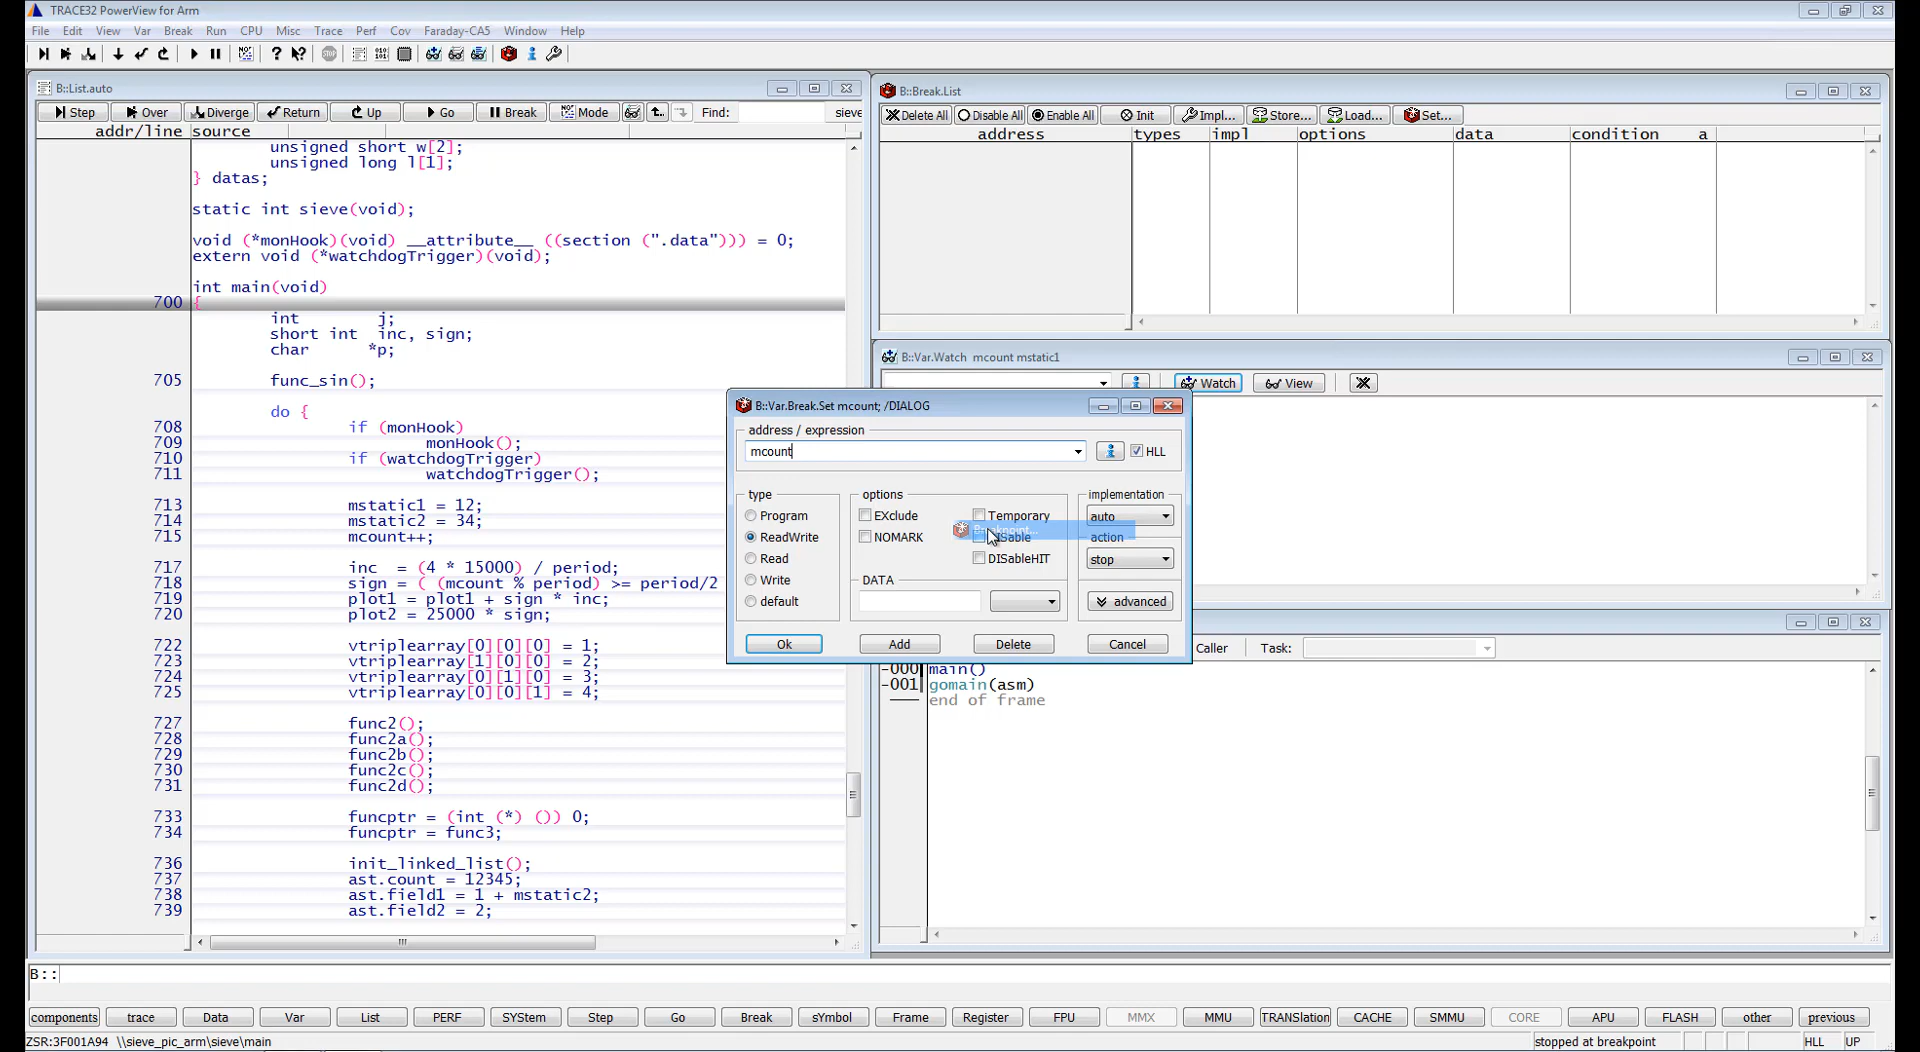 TRACE32 PowerView for Arm
File Edit View Var Break Run CPU Misc Trace Perf Cov Faraday-CA5 Window Help
B::List.auto
Step Over Diverge Return Up Go Break Mode Find: sieve
addr/line source
unsigned short w[2];
unsigned long l[1];
} datas;
static int sieve(void);
void (*monHook)(void) __attribute__ ((section (".data"))) = 0;
extern void (*watchdogTrigger)(void);
int main(void)
700 {
int j;
short int inc, sign;
char *p;
705 func_sin();
do {
708 if (monHook)
709 monHook();
710 if (watchdogTrigger)
711 watchdogTrigger();
713 mstatic1 = 12;
714 mstatic2 = 34;
715 mcount++;
717 inc = (4 * 15000) / period;
718 sign = ( (mcount % period) >= period/2
719 plot1 = plot1 + sign * inc;
720 plot2 = 25000 * sign;
722 vtriplearray[0][0][0] = 1;
723 vtriplearray[1][0][0] = 2;
724 vtriplearray[0][1][0] = 3;
725 vtriplearray[0][0][1] = 4;
727 func2();
728 func2a();
729 func2b();
730 func2c();
731 func2d();
733 funcptr = (int (*) ()) 0;
734 funcptr = func3;
736 init_linked_list();
737 ast.count = 12345;
738 ast.field1 = 1 + mstatic2;
739 ast.field2 = 2;
B::Break.List
Delete All Disable All Enable All Init Impl... Store... Load... Set...
address types impl options data condition a
B::Var.Watch mcount mstatic1
Watch View
B::Var.Break.Set mcount; /DIALOG
address / expression
mcount HLL
type options implementation
Program EXclude Temporary auto
ReadWrite NOMARK DISable action
Read DISableHIT stop
Write DATA
default advanced
Ok Add Delete Cancel
Breakpoint...
Caller Task:
-000 main()
-001 gomain(asm)
end of frame
B::
components trace Data Var List PERF SYStem Step Go Break sYmbol Frame Register FPU MMX MMU TRANSlation CACHE SMMU CORE APU FLASH other previous
ZSR:3F001A94 \\sieve_pic_arm\sieve\main stopped at breakpoint HLL UP